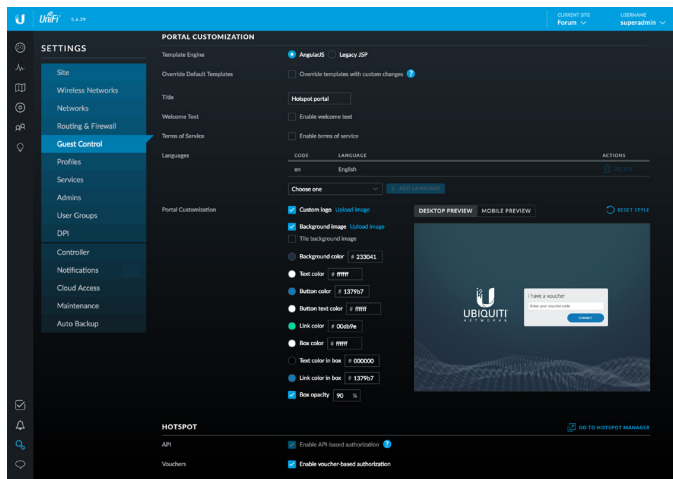 UniFi 5.6.29
CURRENT SITE
Forum
USERNAME
superadmin
SETTINGS
Site
Wireless Networks
Networks
Routing & Firewall
Guest Control
Profiles
Services
Admins
User Groups
DPI
Controller
Notifications
Cloud Access
Maintenance
Auto Backup
PORTAL CUSTOMIZATION
Template Engine AngularJS Legacy JSP
Override Default Templates Override templates with custom changes ?
Title Hotspot portal
Welcome Text Enable welcome text
Terms of Service Enable terms of service
Languages CODE LANGUAGE ACTIONS
en English DELETE
Choose one + ADD LANGUAGE
Portal Customization Custom logo Upload image
Background image Upload image
Tile background image
Background color # 233041
Text color # ffffff
Button color # 1379b7
Button text color # ffffff
Link color # 00db9e
Box color # ffffff
Text color in box # 000000
Link color in box # 1379b7
Box opacity 90 %
DESKTOP PREVIEW MOBILE PREVIEW RESET STYLE
UBIQUITI
NETWORKS
I have a voucher
Enter your voucher code
CONNECT
HOTSPOT GO TO HOTSPOT MANAGER
API Enable API-based authorization ?
Vouchers Enable voucher-based authorization